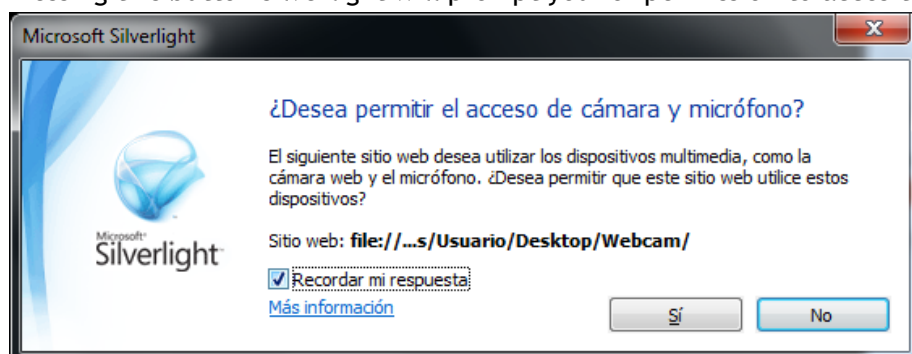 Microsoft Silverlight
¿Desea permitir el acceso de cámara y micrófono?
El siguiente sitio web desea utilizar los dispositivos multimedia, como la
cámara web y el micrófono. ¿Desea permitir que este sitio web utilice estos
dispositivos?
Microsoft
Silverlight
Sitio web: file://...s/Usuario/Desktop/Webcam/
Recordar mi respuesta
Más información
Sí
No